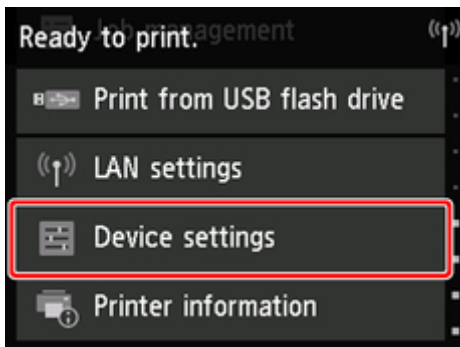 Ready to print.
Print from USB flash drive
LAN settings
Device settings
Printer information